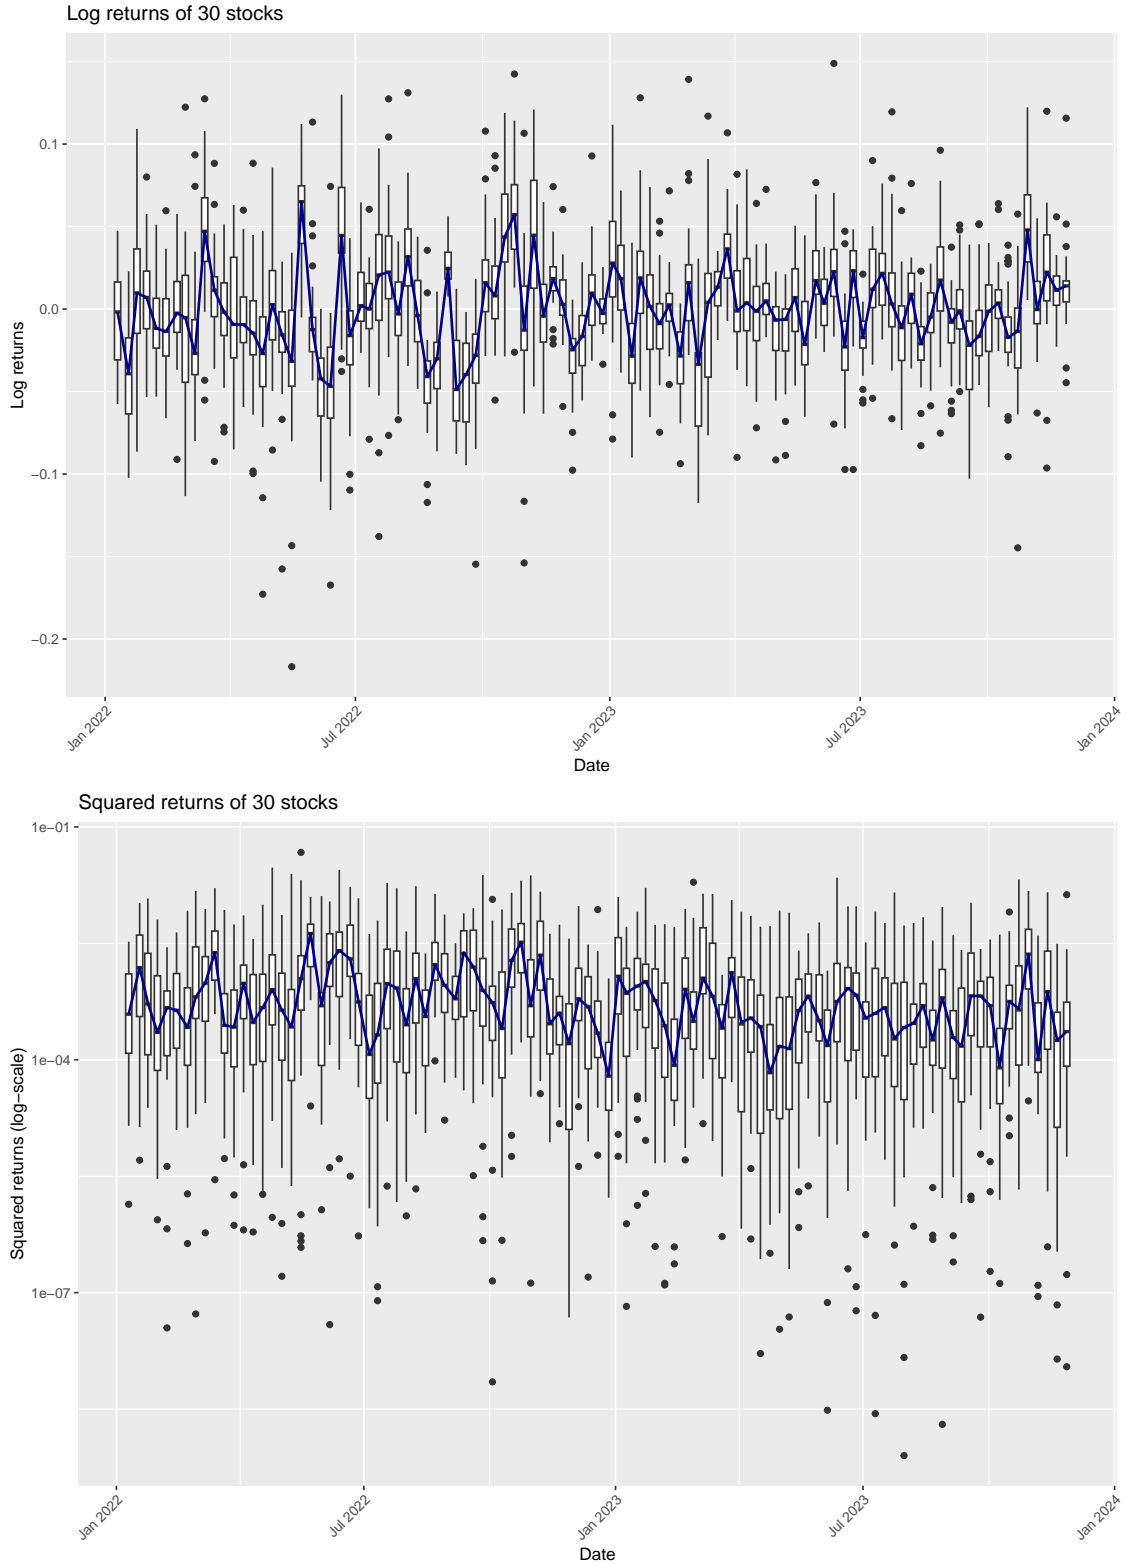 Log returns of 30 stocks
Log returns
0.1
0.0
−0.1
−0.2
Jan 2022
Jul 2022
Jan 2023
Jul 2023
Jan 2024
Date
Squared returns of 30 stocks
Squared returns (log−scale)
1e−01
1e−04
1e−07
Jan 2022
Jul 2022
Jan 2023
Jul 2023
Jan 2024
Date